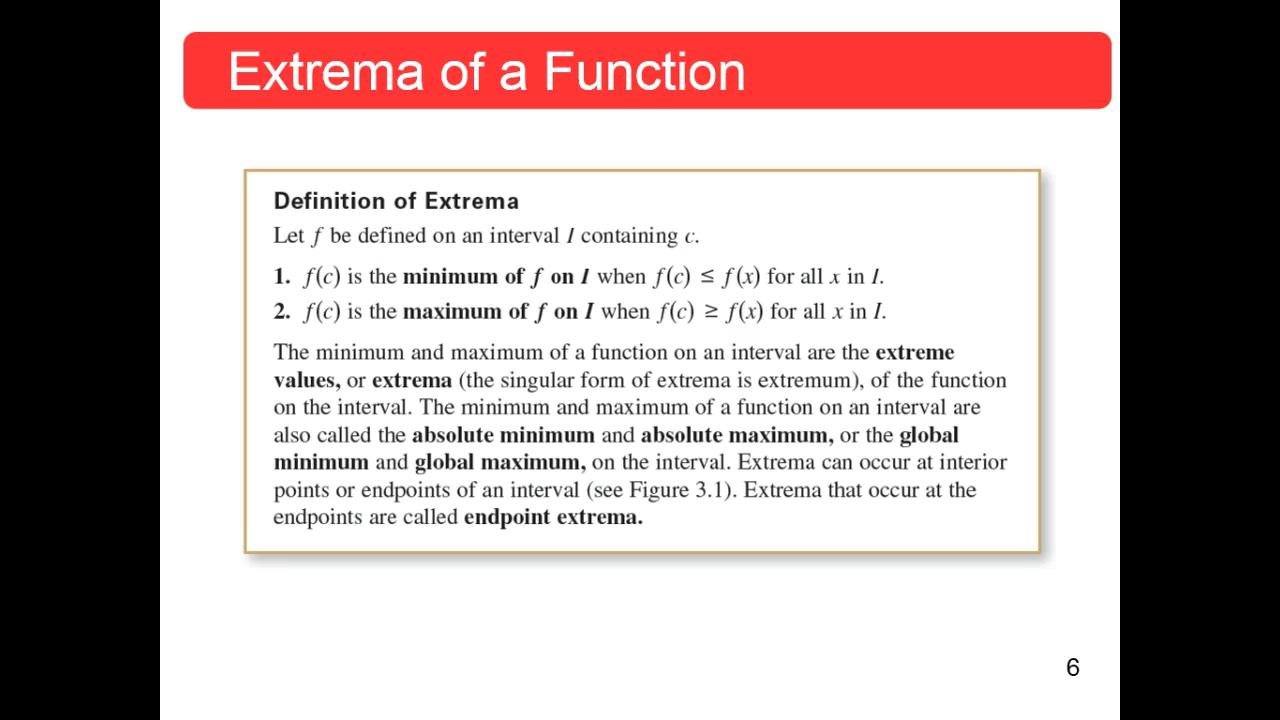 Extrema of a Function
Definition of Extrema
Let f be defined on an interval I containing c.
1. f(c) is the minimum of f on I when f(c) ≤ f(x) for all x in I.
2. f(c) is the maximum of f on I when f(c) ≥ f(x) for all x in I.
The minimum and maximum of a function on an interval are the extreme
values, or extrema (the singular form of extrema is extremum), of the function
on the interval. The minimum and maximum of a function on an interval are
also called the absolute minimum and absolute maximum, or the global
minimum and global maximum, on the interval. Extrema can occur at interior
points or endpoints of an interval (see Figure 3.1). Extrema that occur at the
endpoints are called endpoint extrema.
6